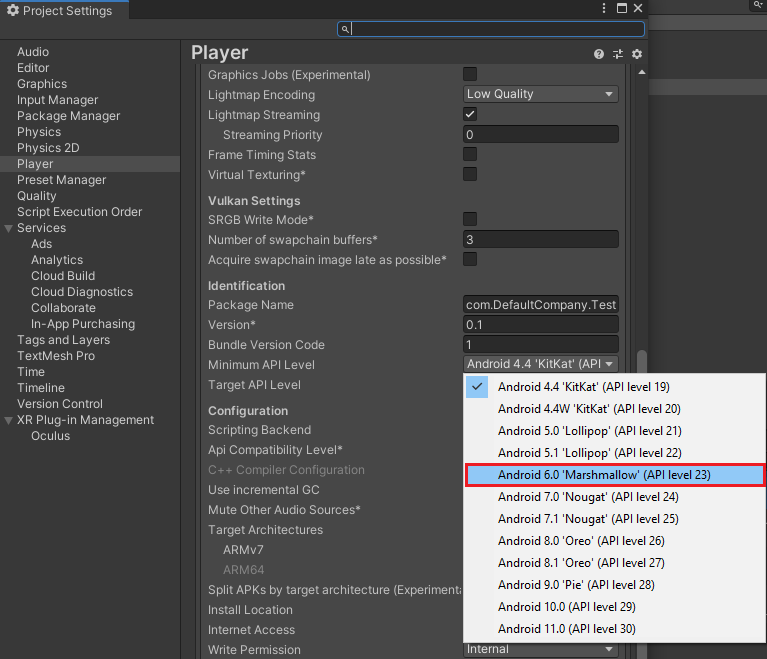 Project Settings
Audio
Editor
Graphics
Input Manager
Package Manager
Physics
Physics 2D
Player
Preset Manager
Quality
Script Execution Order
Services
Ads
Analytics
Cloud Build
Cloud Diagnostics
Collaborate
In-App Purchasing
Tags and Layers
TextMesh Pro
Time
Timeline
Version Control
XR Plug-in Management
Oculus
Player
Graphics Jobs (Experimental)
Lightmap Encoding Low Quality
Lightmap Streaming
Streaming Priority 0
Frame Timing Stats
Virtual Texturing*
Vulkan Settings
SRGB Write Mode*
Number of swapchain buffers* 3
Acquire swapchain image late as possible*
Identification
Package Name com.DefaultCompany.Test
Version* 0.1
Bundle Version Code 1
Minimum API Level Android 4.4 'KitKat' (API
Target API Level
Configuration
Scripting Backend
Api Compatibility Level*
C++ Compiler Configuration
Use incremental GC
Mute Other Audio Sources*
Target Architectures
ARMv7
ARM64
Split APKs by target architecture (Experimenta
Install Location
Internet Access
Write Permission Internal
Android 4.4 'KitKat' (API level 19)
Android 4.4W 'KitKat' (API level 20)
Android 5.0 'Lollipop' (API level 21)
Android 5.1 'Lollipop' (API level 22)
Android 6.0 'Marshmallow' (API level 23)
Android 7.0 'Nougat' (API level 24)
Android 7.1 'Nougat' (API level 25)
Android 8.0 'Oreo' (API level 26)
Android 8.1 'Oreo' (API level 27)
Android 9.0 'Pie' (API level 28)
Android 10.0 (API level 29)
Android 11.0 (API level 30)